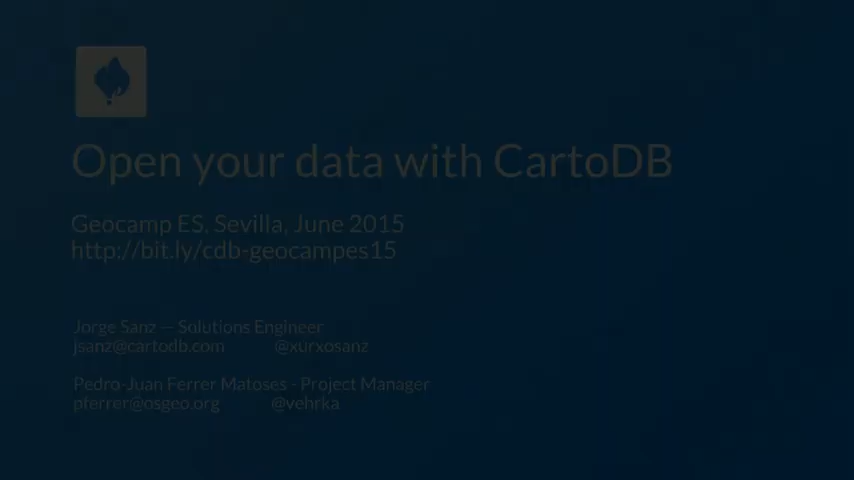 Open your data with CartoDB
Geocamp ES, Sevilla, June 2015
http://bit.ly/cdb-geocampes15
Jorge Sanz — Solutions Engineer
jsanz@cartodb.com @xurxosanz
Pedro-Juan Ferrer Matoses - Project Manager
pferrer@osgeo.org @vehrka